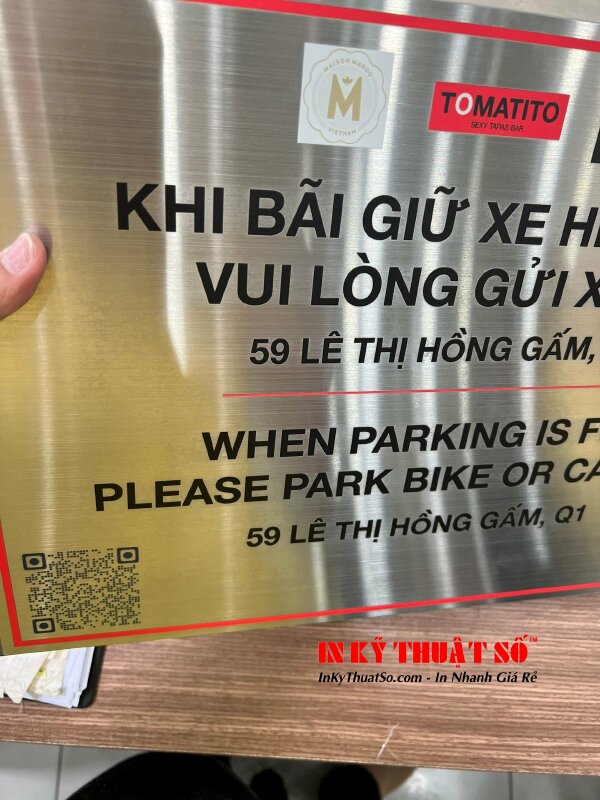 MAISON MAROU
M
VIETNAM
TOMATITO
SEXY TAPAS BAR
KHI BÃI GIỮ XE
VUI LÒNG GỬI
59 LÊ THỊ HỒNG GẤM,
WHEN PARKING IS
PLEASE PARK BIKE OR
59 LÊ THỊ HỒNG GẤM, Q1
IN KỸ THUẬT SỐ™
InKyThuatSo.com - In Nhanh Giá Rẻ